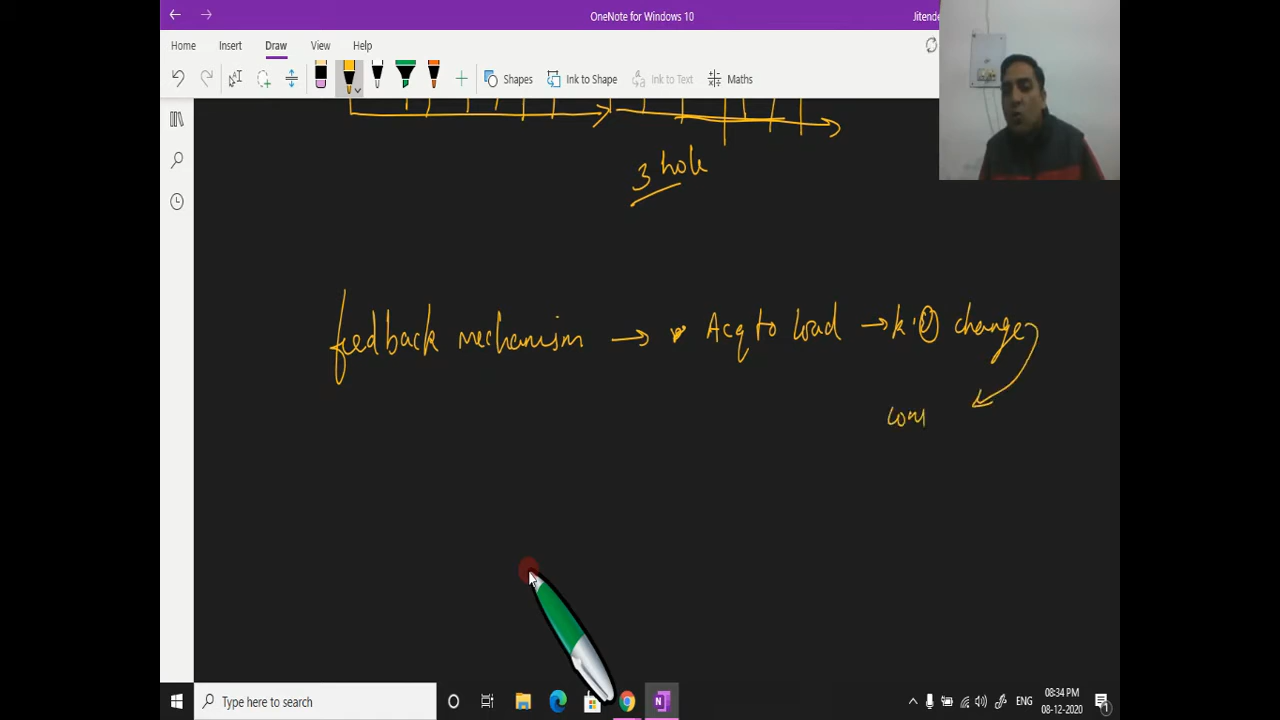 OneNote for Windows 10
Jitende
Home Insert Draw View Help
Shapes Ink to Shape Ink to Text Maths
3 hole
feedback mechanism → Acq to load → k change
Type here to search
ENG
08:34 PM
08-12-2020